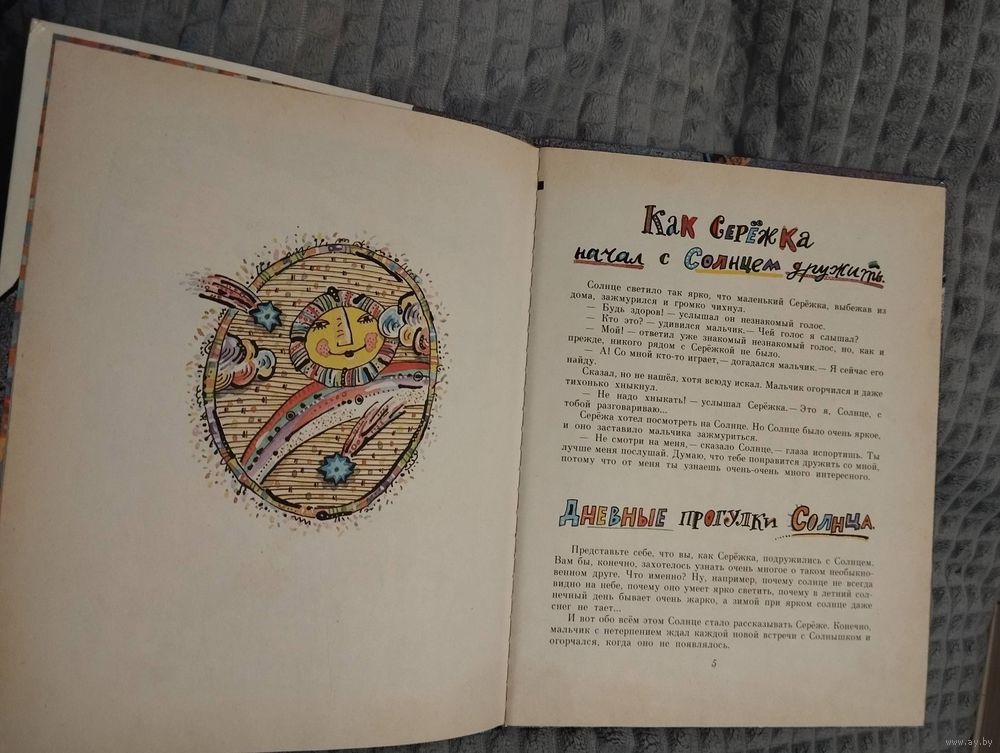 Как Серёжка
начал с Солнцем дружить.
Солнце светило так ярко, что маленький Серёжка, выбежав из
дома, зажмурился и громко чихнул.
— Будь здоров! — услышал он незнакомый голос.
— Кто это? — удивился мальчик.— Чей голос я слышал?
— Мой! — ответил уже знакомый незнакомый голос, но, как и
прежде, никого рядом с Серёжкой не было.
— А! Со мной кто-то играет,— догадался мальчик.— Я сейчас его
найду.
Сказал, но не нашёл, хотя всюду искал. Мальчик огорчился и даже
тихонько хныкнул.
— Не надо хныкать! — услышал Серёжка.— Это я, Солнце, с
тобой разговариваю...
Серёжа хотел посмотреть на Солнце. Но Солнце было очень яркое,
и оно заставило мальчика зажмуриться.
— Не смотри на меня,— сказало Солнце,— глаза испортишь. Ты
лучше меня послушай. Думаю, что тебе понравится дружить со мной,
потому что от меня ты узнаешь очень-очень много интересного.
Дневные прогулки Солнца.
Представьте себе, что вы, как Серёжка, подружились с Солнцем.
Вам бы, конечно, захотелось узнать очень многое о таком необыкно-
венном друге. Что именно? Ну, например, почему солнце не всегда
видно на небе, почему оно умеет ярко светить, почему в летний сол-
нечный день бывает очень жарко, а зимой при ярком солнце даже
снег не тает...
И вот обо всём этом Солнце стало рассказывать Серёже. Конечно,
мальчик с нетерпением ждал каждой новой встречи с Солнышком и
огорчался, когда оно не появлялось.
5
www.ay.by